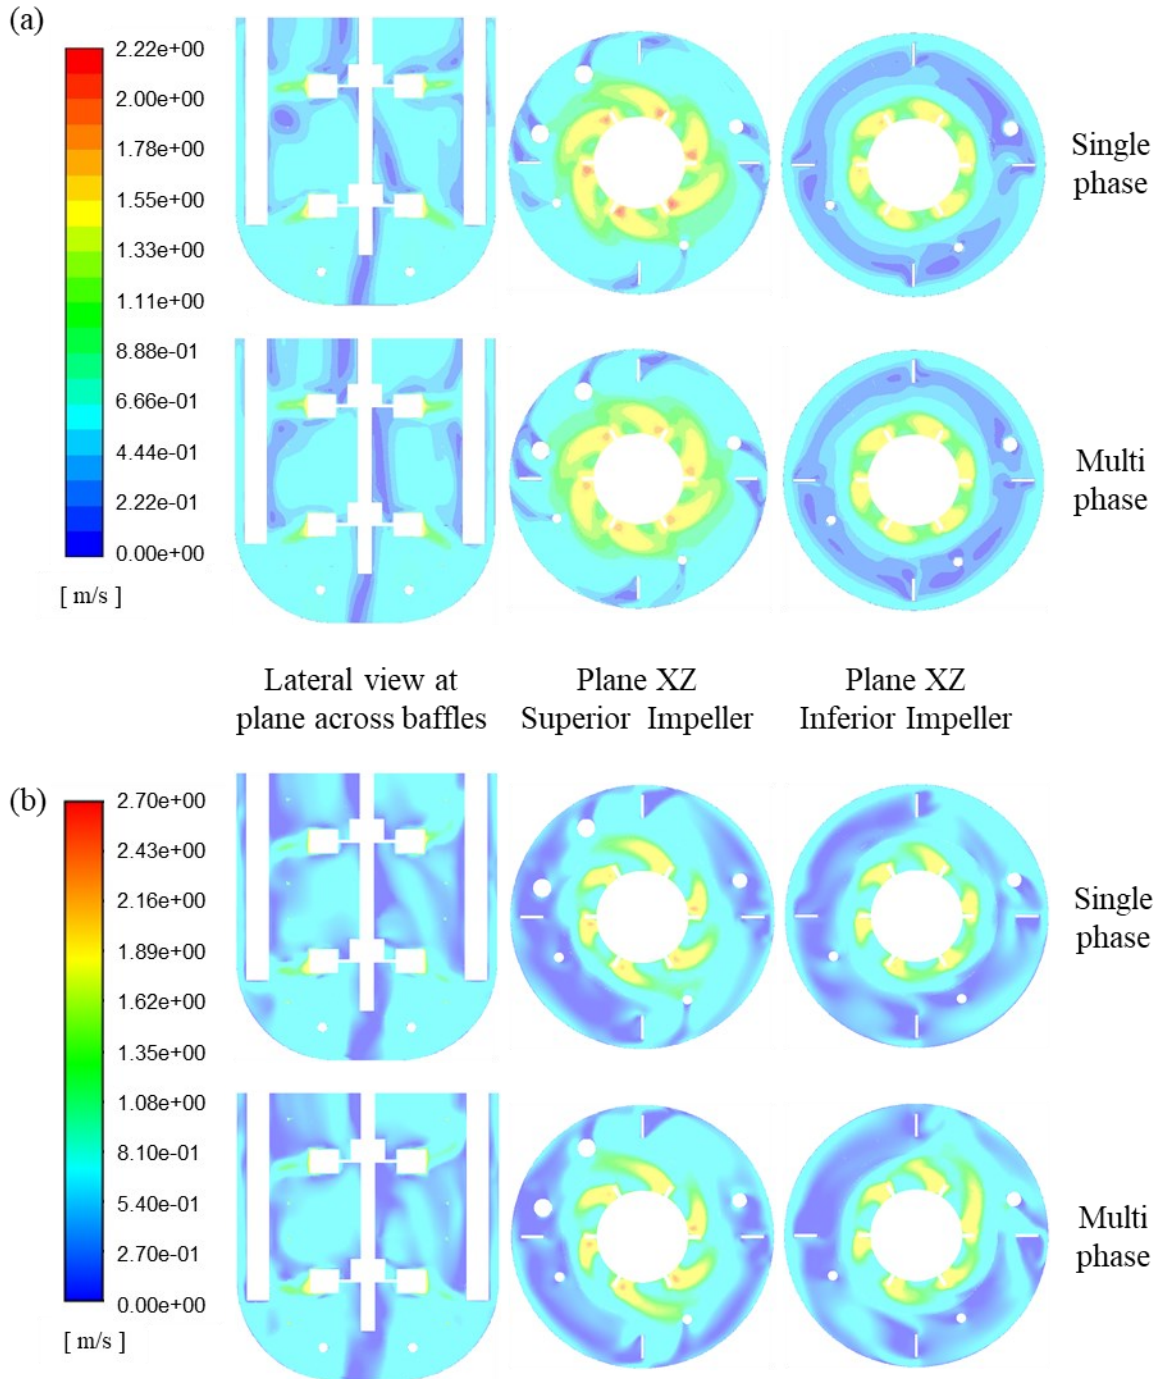 (a)
2.22e+00
2.00e+00
1.78e+00
1.55e+00
1.33e+00
1.11e+00
8.88e-01
6.66e-01
4.44e-01
2.22e-01
0.00e+00
[ m/s ]
Single
phase
Multi
phase
Lateral view at
plane across baffles
Plane XZ
Superior Impeller
Plane XZ
Inferior Impeller
(b)
2.70e+00
2.43e+00
2.16e+00
1.89e+00
1.62e+00
1.35e+00
1.08e+00
8.10e-01
5.40e-01
2.70e-01
0.00e+00
[ m/s ]
Single
phase
Multi
phase